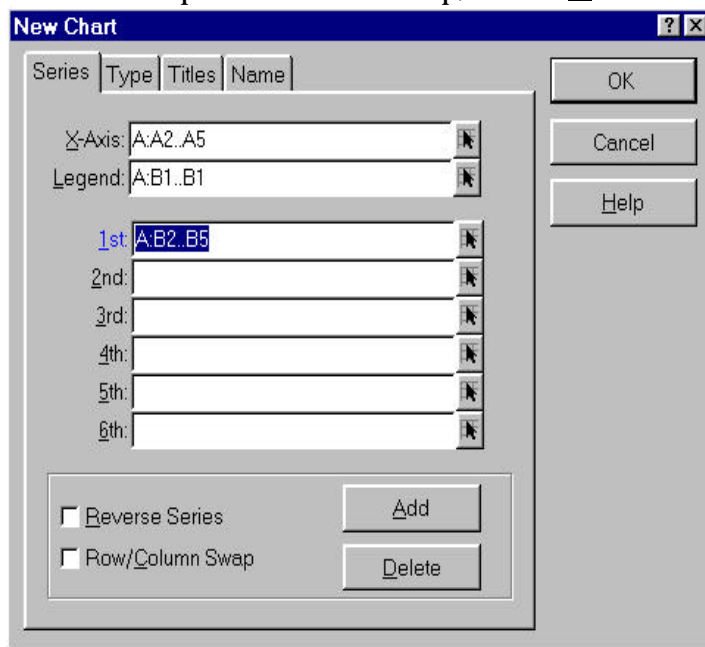 New Chart
Series Type Titles Name
X-Axis: A:A2..A5
Legend: A:B1..B1
1st: A:B2..B5
2nd:
3rd:
4th:
5th:
6th:
Reverse Series
Row/Column Swap
Add
Delete
OK
Cancel
Help